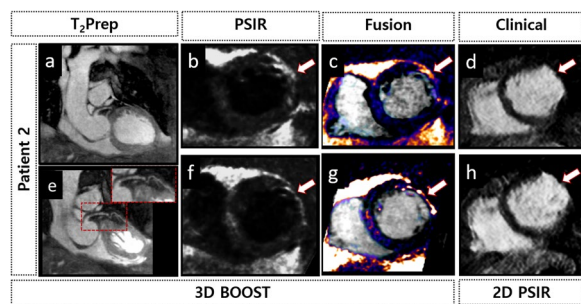 T₂Prep PSIR Fusion Clinical
Patient 2
a b c d
e f g h
3D BOOST 2D PSIR